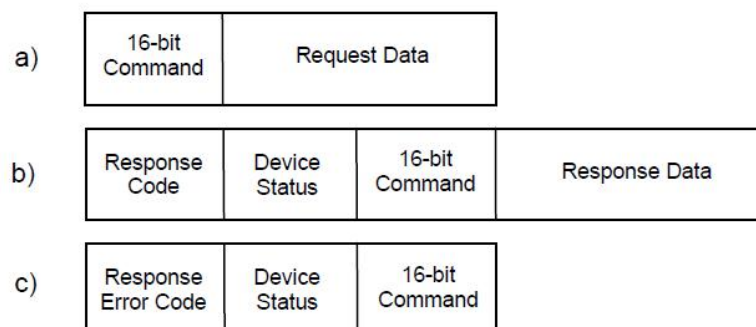 a)
16-bit
Command
Request Data
b)
Response
Code
Device
Status
16-bit
Command
Response Data
c)
Response
Error Code
Device
Status
16-bit
Command